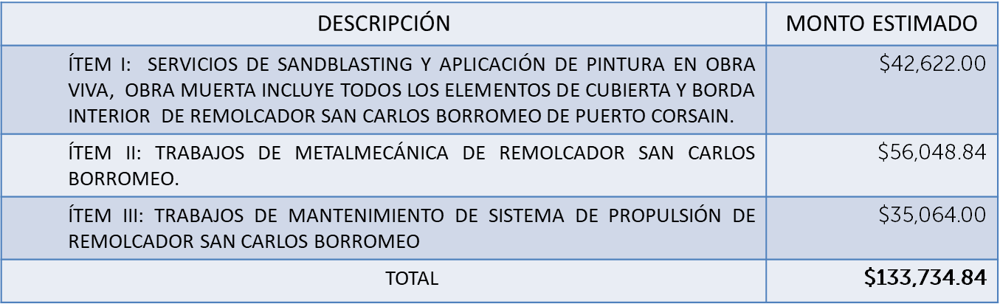 DESCRIPCIÓN MONTO ESTIMADO
ÍTEM I: SERVICIOS DE SANDBLASTING Y APLICACIÓN DE PINTURA EN OBRA $42,622.00
VIVA, OBRA MUERTA INCLUYE TODOS LOS ELEMENTOS DE CUBIERTA Y BORDA
INTERIOR DE REMOLCADOR SAN CARLOS BORROMEO DE PUERTO CORSAIN.
ÍTEM II: TRABAJOS DE METALMECÁNICA DE REMOLCADOR SAN CARLOS $56,048.84
BORROMEO.
ÍTEM III: TRABAJOS DE MANTENIMIENTO DE SISTEMA DE PROPULSIÓN DE $35,064.00
REMOLCADOR SAN CARLOS BORROMEO
TOTAL $133,734.84